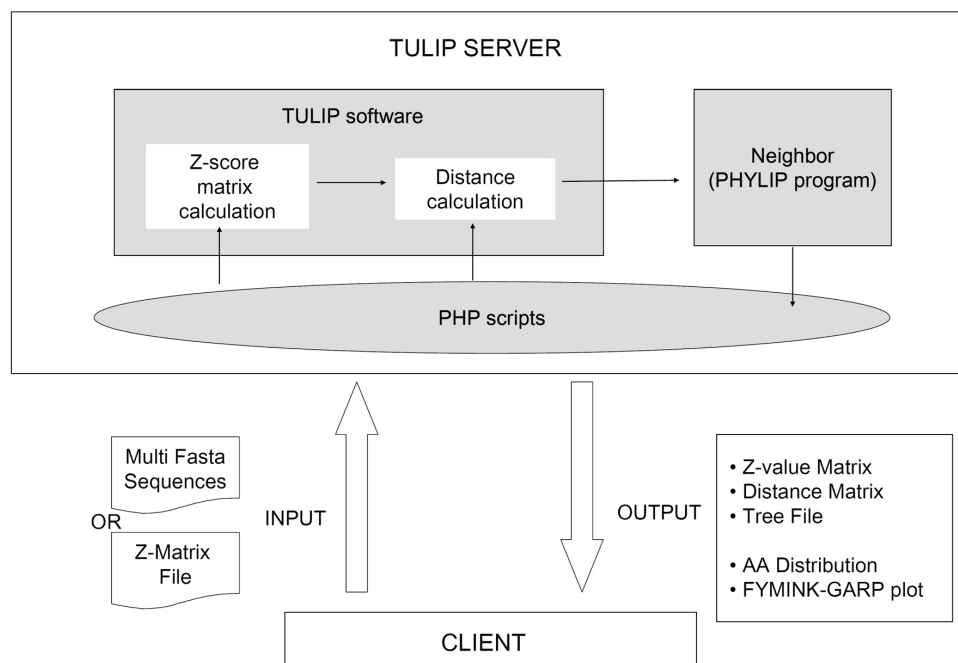 TULIP SERVER
TULIP software
Z-score
matrix
calculation
Distance
calculation
Neighbor
(PHYLIP program)
PHP scripts
Multi Fasta
Sequences
OR
Z-Matrix
File
INPUT
OUTPUT
• Z-value Matrix
• Distance Matrix
• Tree File
• AA Distribution
• FYMINK-GARP plot
CLIENT